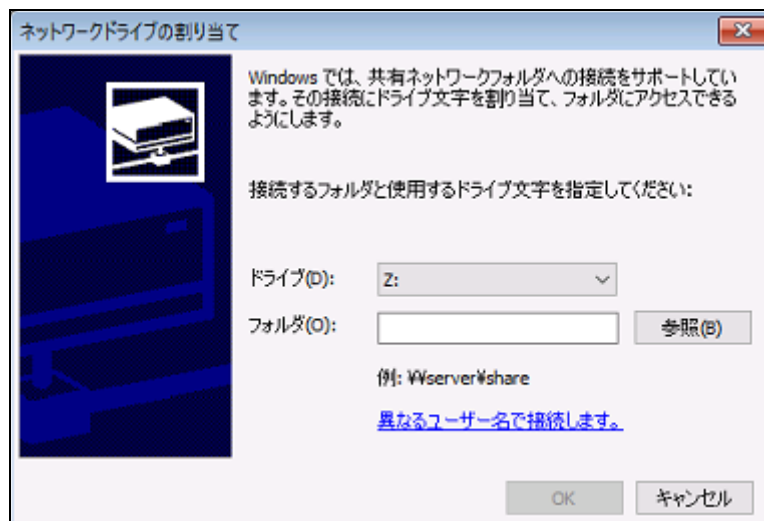 ネットワークドライブの割り当て
Windows では、共有ネットワークフォルダへの接続をサポートしてい
ます。その接続にドライブ文字を割り当て、フォルダにアクセスできる
ようにします。
接続するフォルダと使用するドライブ文字を指定してください:
ドライブ(D): Z:
フォルダ(O): 参照(B)
例: ¥¥server¥share
異なるユーザー名で接続します。
OK キャンセル